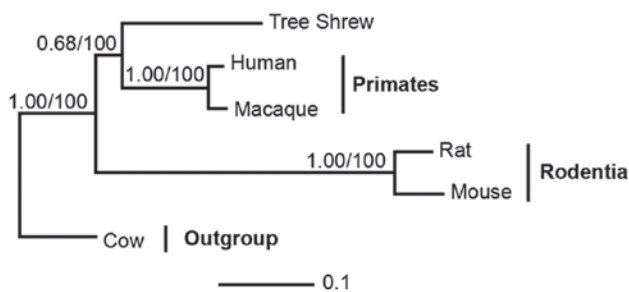 Tree Shrew
0.68/100
Human
1.00/100
Primates
Macaque
1.00/100
Rat
1.00/100
Rodentia
Mouse
Cow
Outgroup
0.1